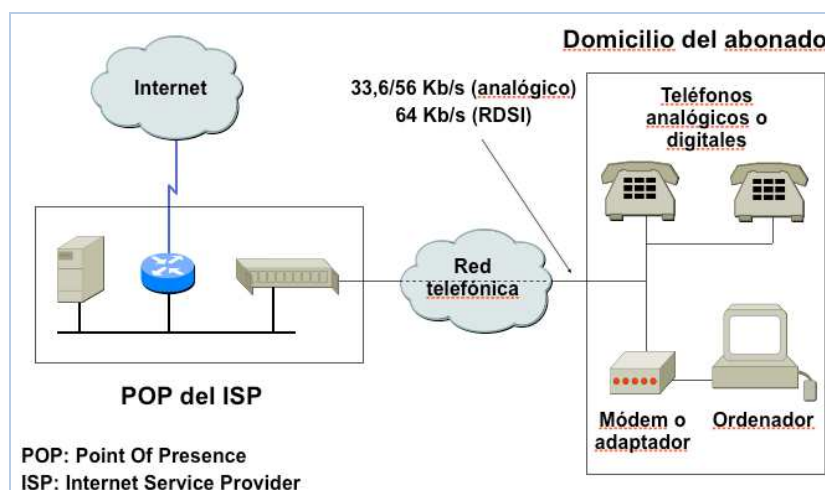 Domicilio del abonado
Internet
33,6/56 Kb/s (analógico)
64 Kb/s (RDSI)
Teléfonos
analógicos o
digitales
Red
telefónica
POP del ISP
Módem o
adaptador
Ordenador
POP: Point Of Presence
ISP: Internet Service Provider